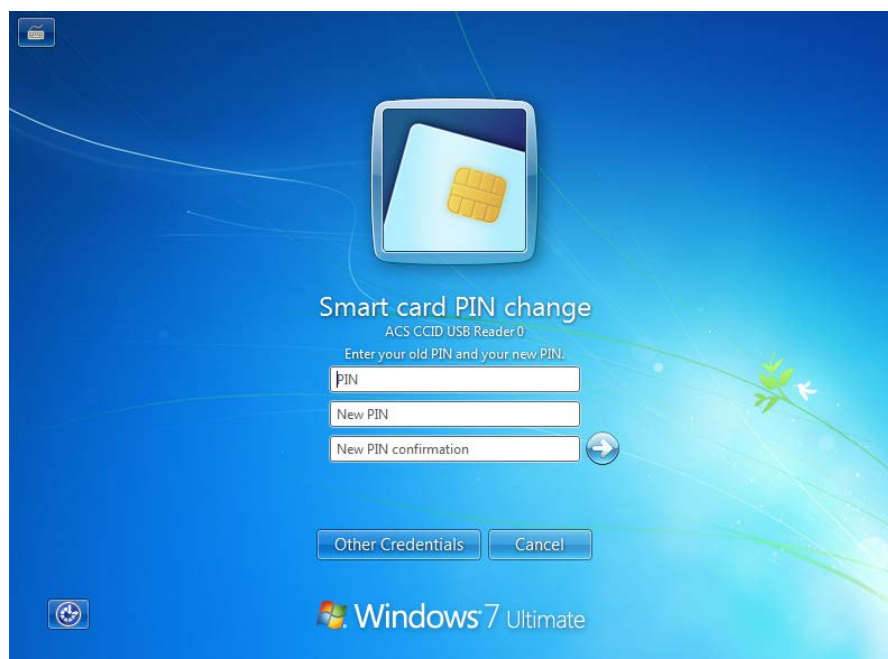 Smart card PIN change
ACS CCID USB Reader 0
Enter your old PIN and your new PIN.
PIN
New PIN
New PIN confirmation
Other Credentials
Cancel
Windows 7 Ultimate